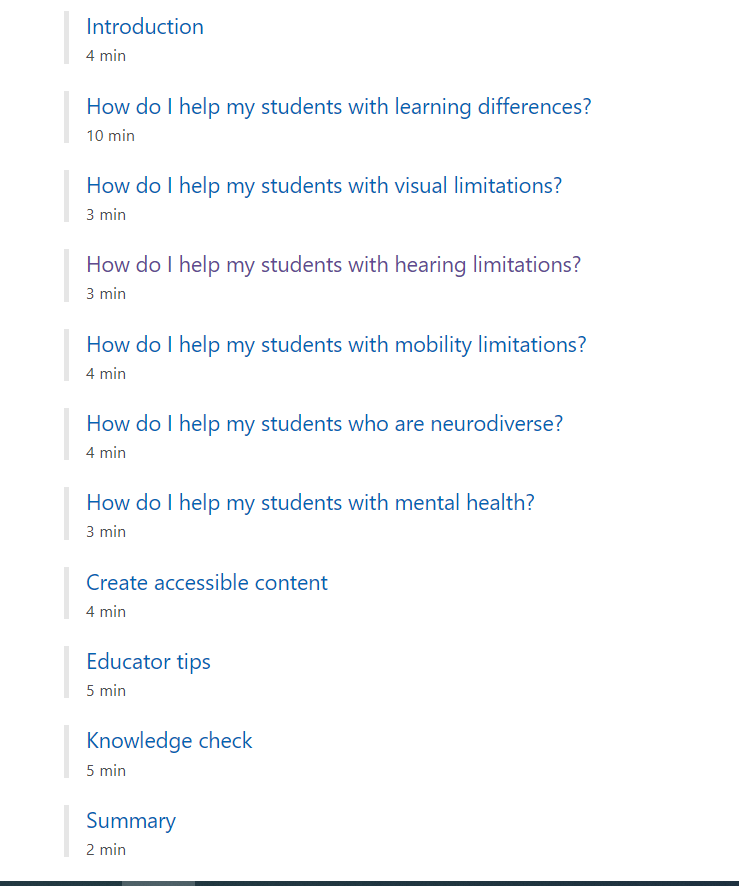 Introduction
4 min
How do I help my students with learning differences?
10 min
How do I help my students with visual limitations?
3 min
How do I help my students with hearing limitations?
3 min
How do I help my students with mobility limitations?
4 min
How do I help my students who are neurodiverse?
4 min
How do I help my students with mental health?
3 min
Create accessible content
4 min
Educator tips
5 min
Knowledge check
5 min
Summary
2 min